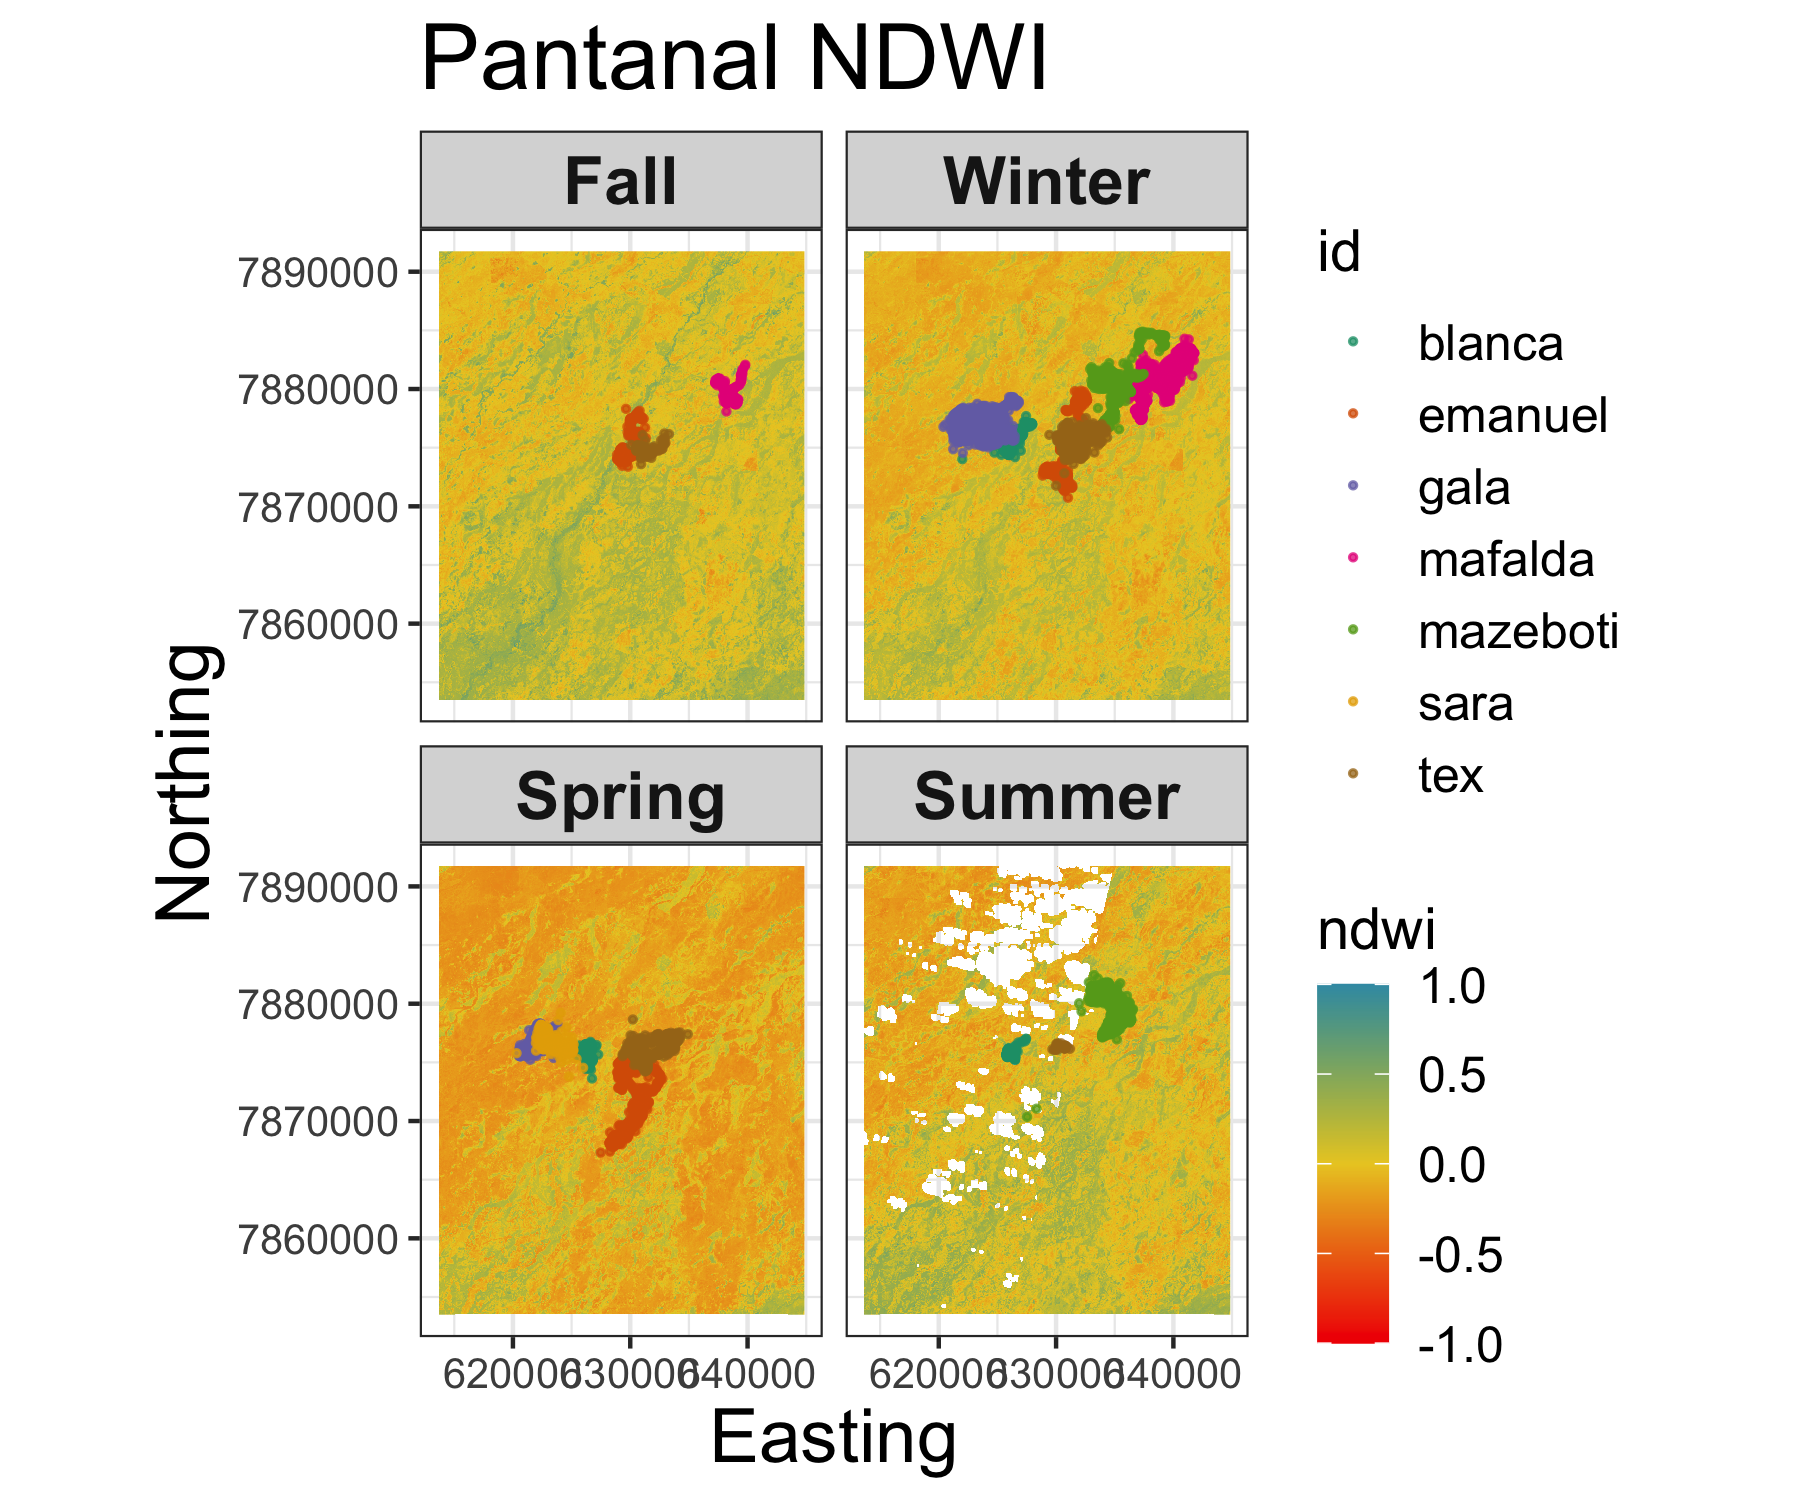 Pantanal NDWI
Fall
Winter
7890000
7880000
7870000
7860000
Spring
Summer
7890000
7880000
7870000
7860000
620000 630000 640000
620000 630000 640000
Easting
Northing
id
blanca
emanuel
gala
mafalda
mazeboti
sara
tex
ndwi
1.0
0.5
0.0
-0.5
-1.0